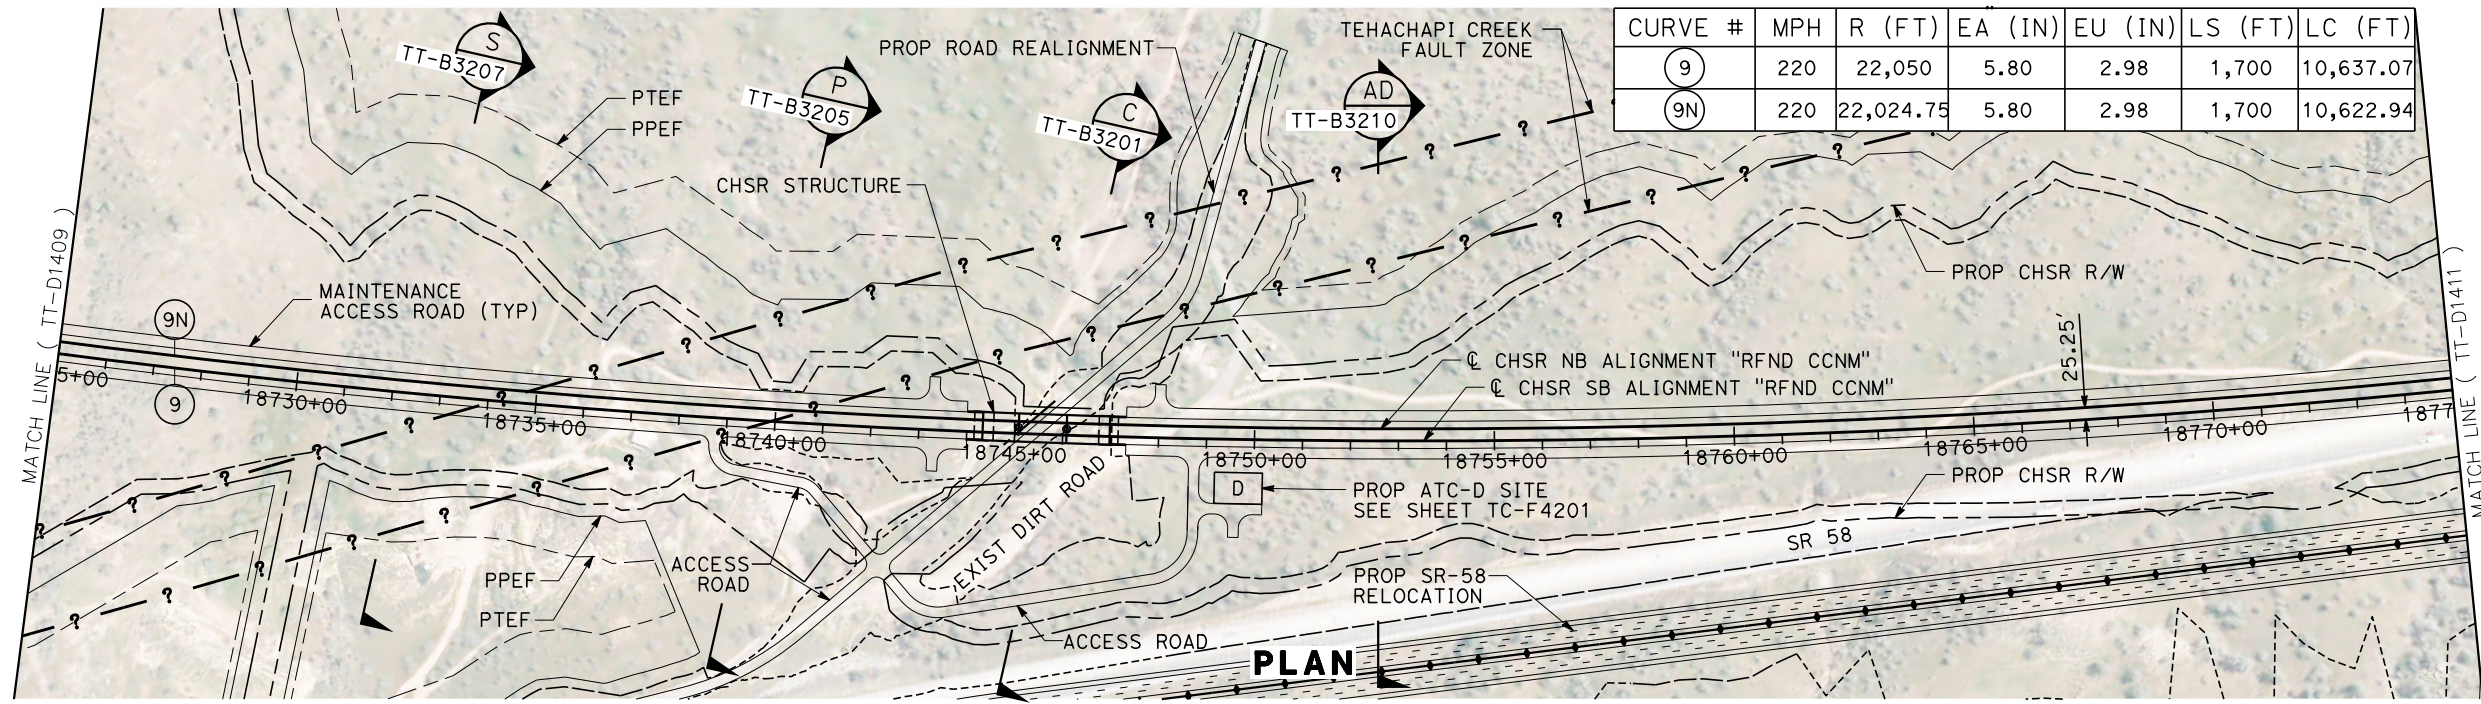 CURVE # MPH R (FT) EA (IN) EU (IN) LS (FT) LC (FT)
9 220 22,050 5.80 2.98 1,700 10,637.07
9N 220 22,024.75 5.80 2.98 1,700 10,622.94
S
TT-B3207
P
TT-B3205
C
TT-B3201
AD
TT-B3210
PROP ROAD REALIGNMENT
TEHACHAPI CREEK
FAULT ZONE
PTEF
PPEF
CHSR STRUCTURE
MATCH LINE ( TT-D1409 )
MAINTENANCE
ACCESS ROAD (TYP)
9N
9
PROP CHSR R/W
25.25'
MATCH LINE ( TT-D1411 )
℄ CHSR NB ALIGNMENT "RFND CCNM"
℄ CHSR SB ALIGNMENT "RFND CCNM"
5+00
18730+00
18735+00
18740+00
18745+00
18750+00
18755+00
18760+00
18765+00
18770+00
1877
PROP CHSR R/W
D
PROP ATC-D SITE
SEE SHEET TC-F4201
EXIST DIRT ROAD
SR 58
ACCESS
ROAD
PPEF
PTEF
PROP SR-58
RELOCATION
ACCESS ROAD
PLAN
? ? ? ? ? ? ? ? ? ? ? ? ? ? ? ? ?
? ? ? ? ? ? ? ? ? ? ? ? ? ? ? ? ? ? ? ?